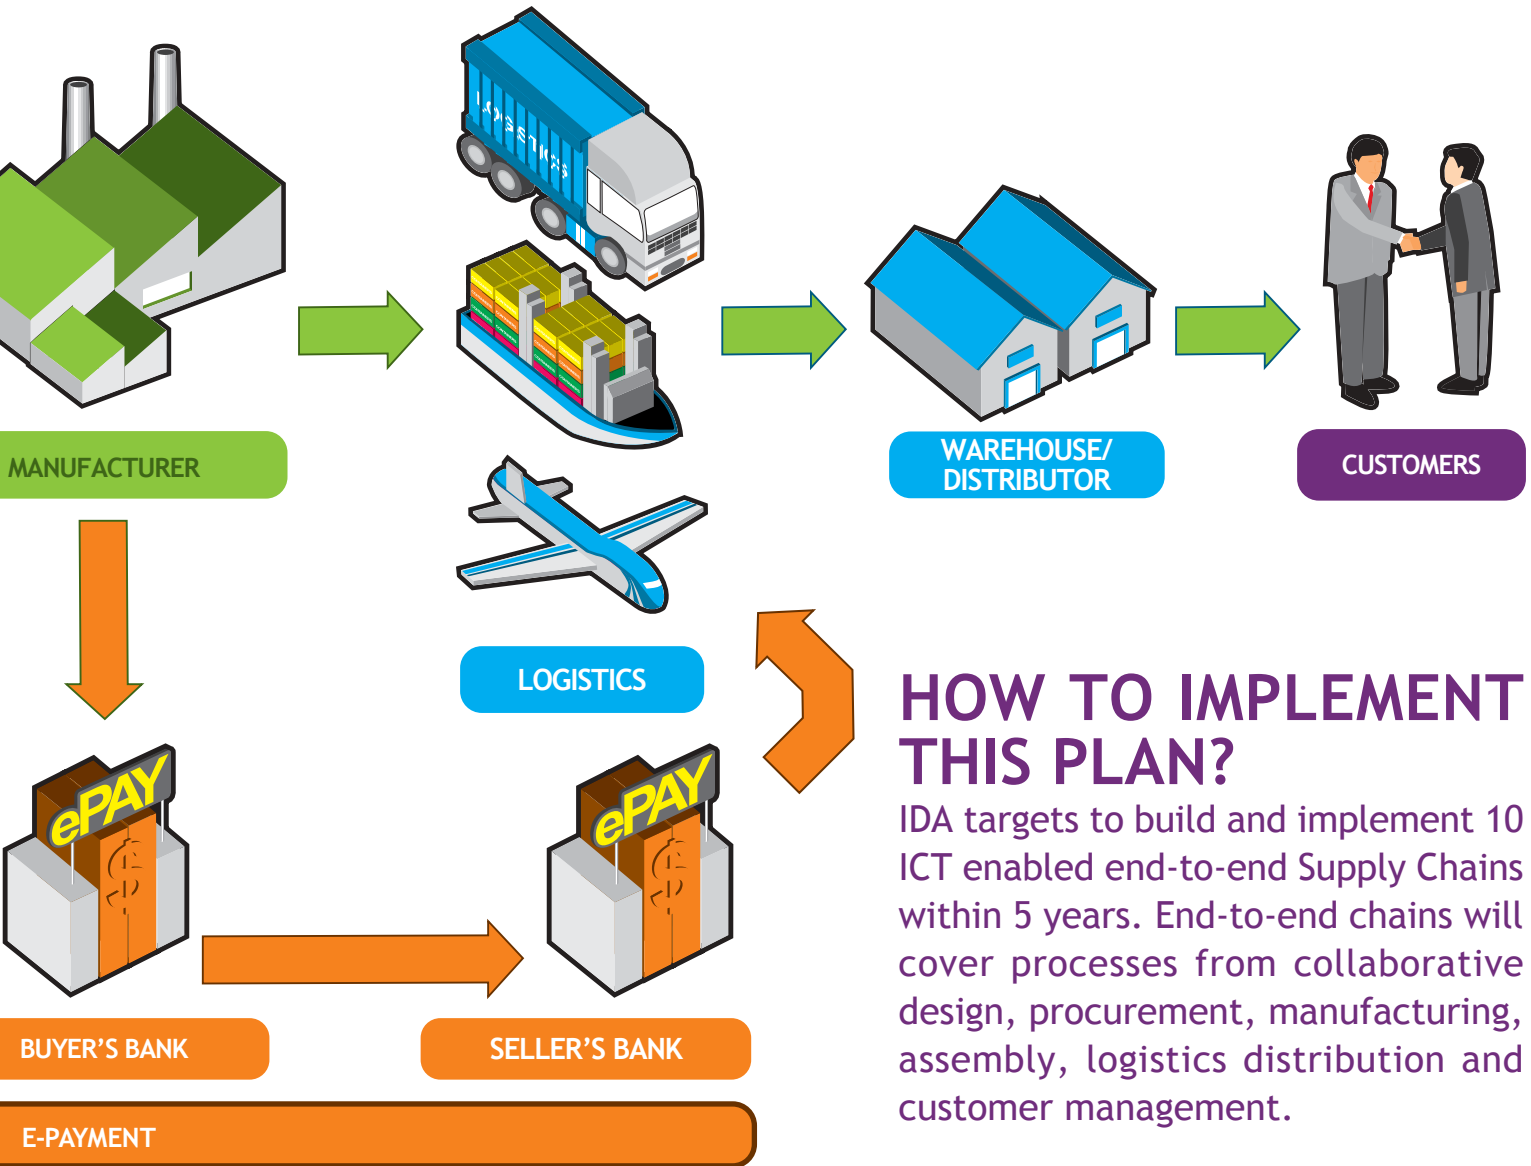 LOGISTICS
MANUFACTURER
WAREHOUSE/
DISTRIBUTOR
CUSTOMERS
LOGISTICS
ePAY
ePAY
BUYER’S BANK
SELLER’S BANK
E-PAYMENT
HOW TO IMPLEMENT
THIS PLAN?
IDA targets to build and implement 10
ICT enabled end-to-end Supply Chains
within 5 years. End-to-end chains will
cover processes from collaborative
design, procurement, manufacturing,
assembly, logistics distribution and
customer management.